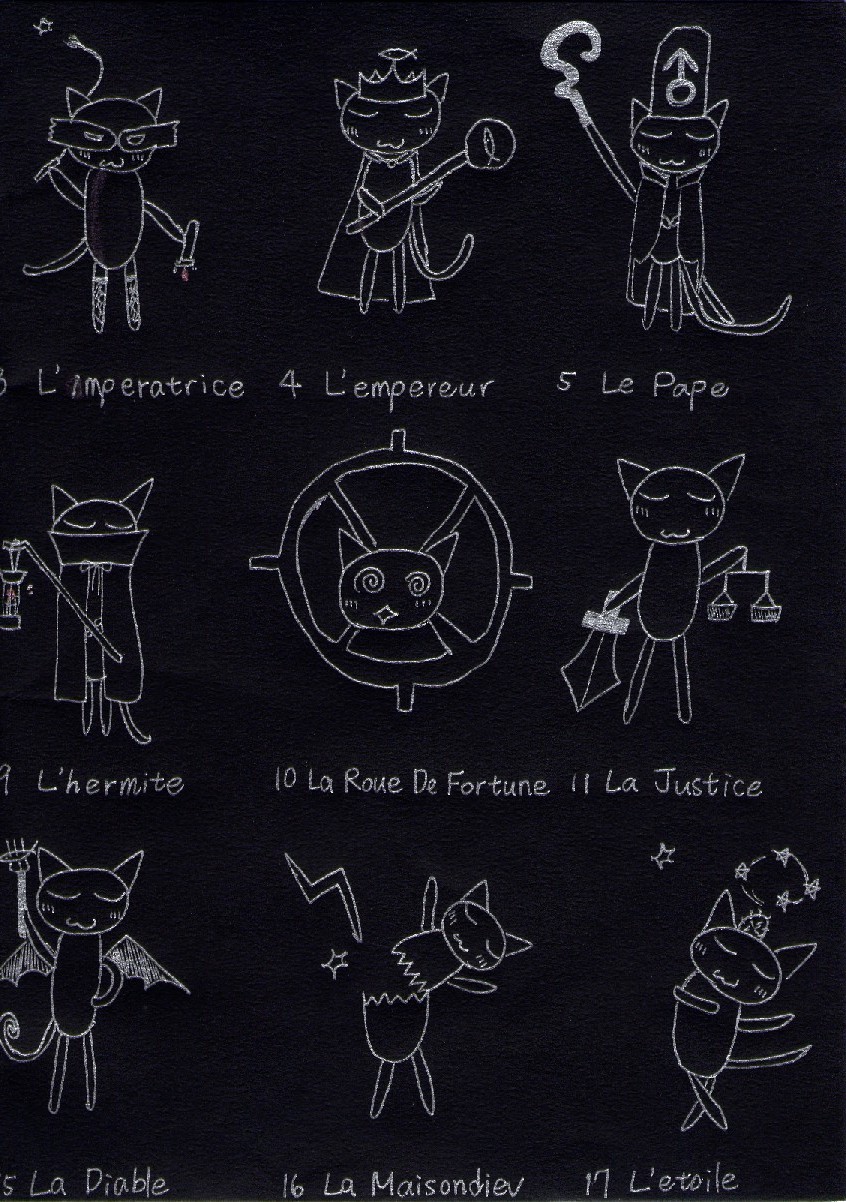 3 L'imperatrice 4 L'empereur 5 Le Pape
9 L'hermite 10 La Roue De Fortune 11 La Justice
15 La Diable 16 La Maisondiev 17 L'etoile